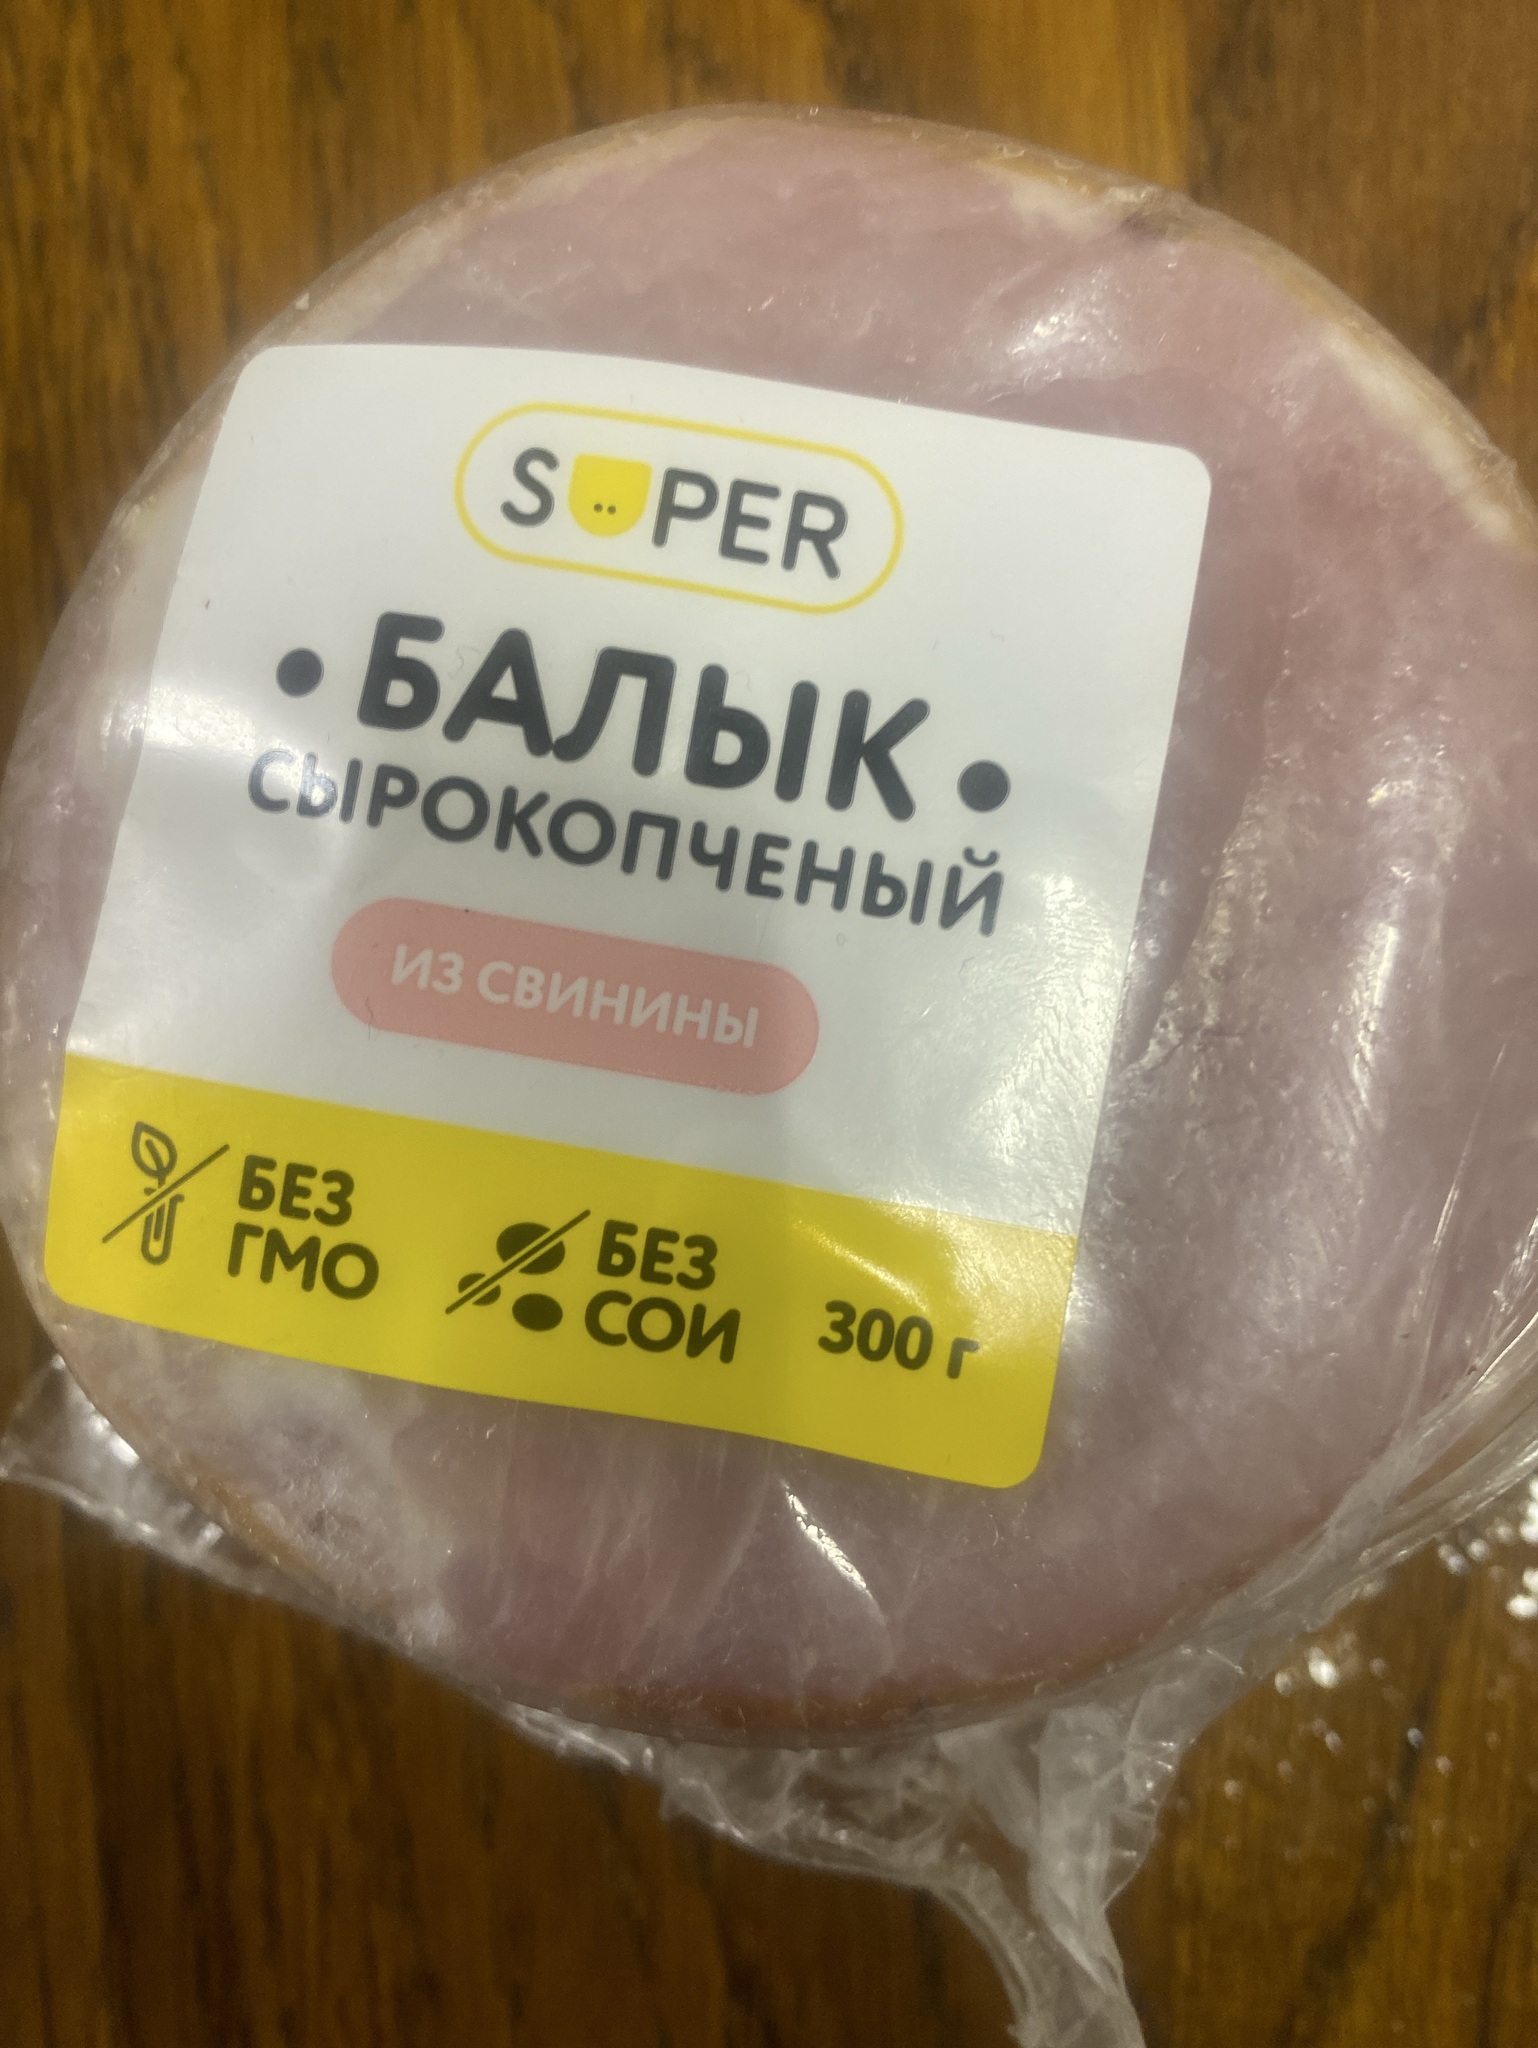 SUPER
• БАЛЫК •
СЫРОКОПЧЕНЫЙ
ИЗ СВИНИНЫ
БЕЗ
ГМО
БЕЗ
СОИ
300 г